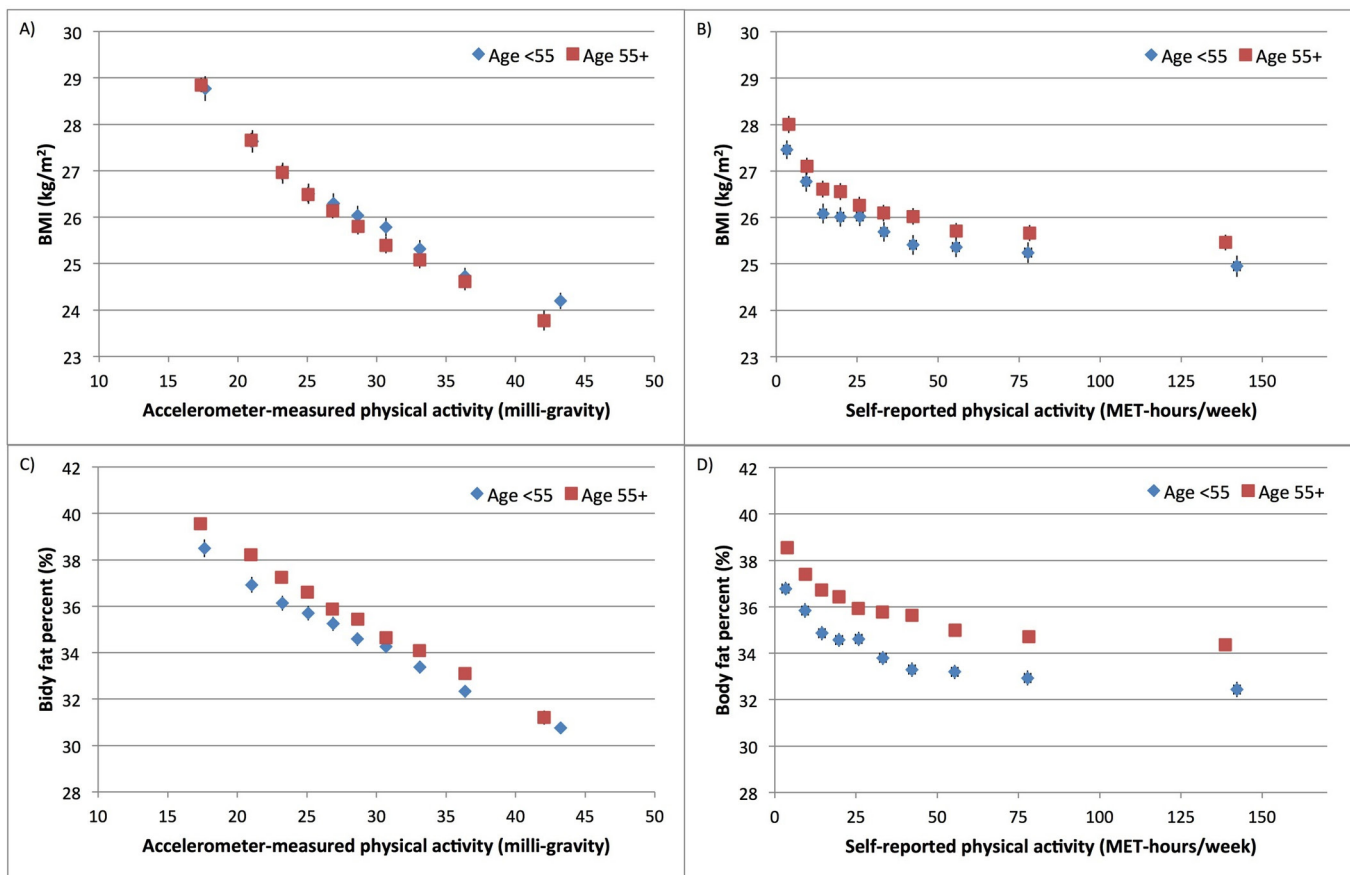 A)
Age <55 Age 55+
30
29
28
27
26
25
24
23
BMI (kg/m²)
10 15 20 25 30 35 40 45 50
Accelerometer-measured physical activity (milli-gravity)
B)
Age <55 Age 55+
30
29
28
27
26
25
24
23
BMI (kg/m²)
0 25 50 75 100 125 150
Self-reported physical activity (MET-hours/week)
C)
Age <55 Age 55+
42
40
38
36
34
32
30
28
Bidy fat percent (%)
10 15 20 25 30 35 40 45 50
Accelerometer-measured physical activity (milli-gravity)
D)
Age <55 Age 55+
42
40
38
36
34
32
30
28
Body fat percent (%)
0 25 50 75 100 125 150
Self-reported physical activity (MET-hours/week)